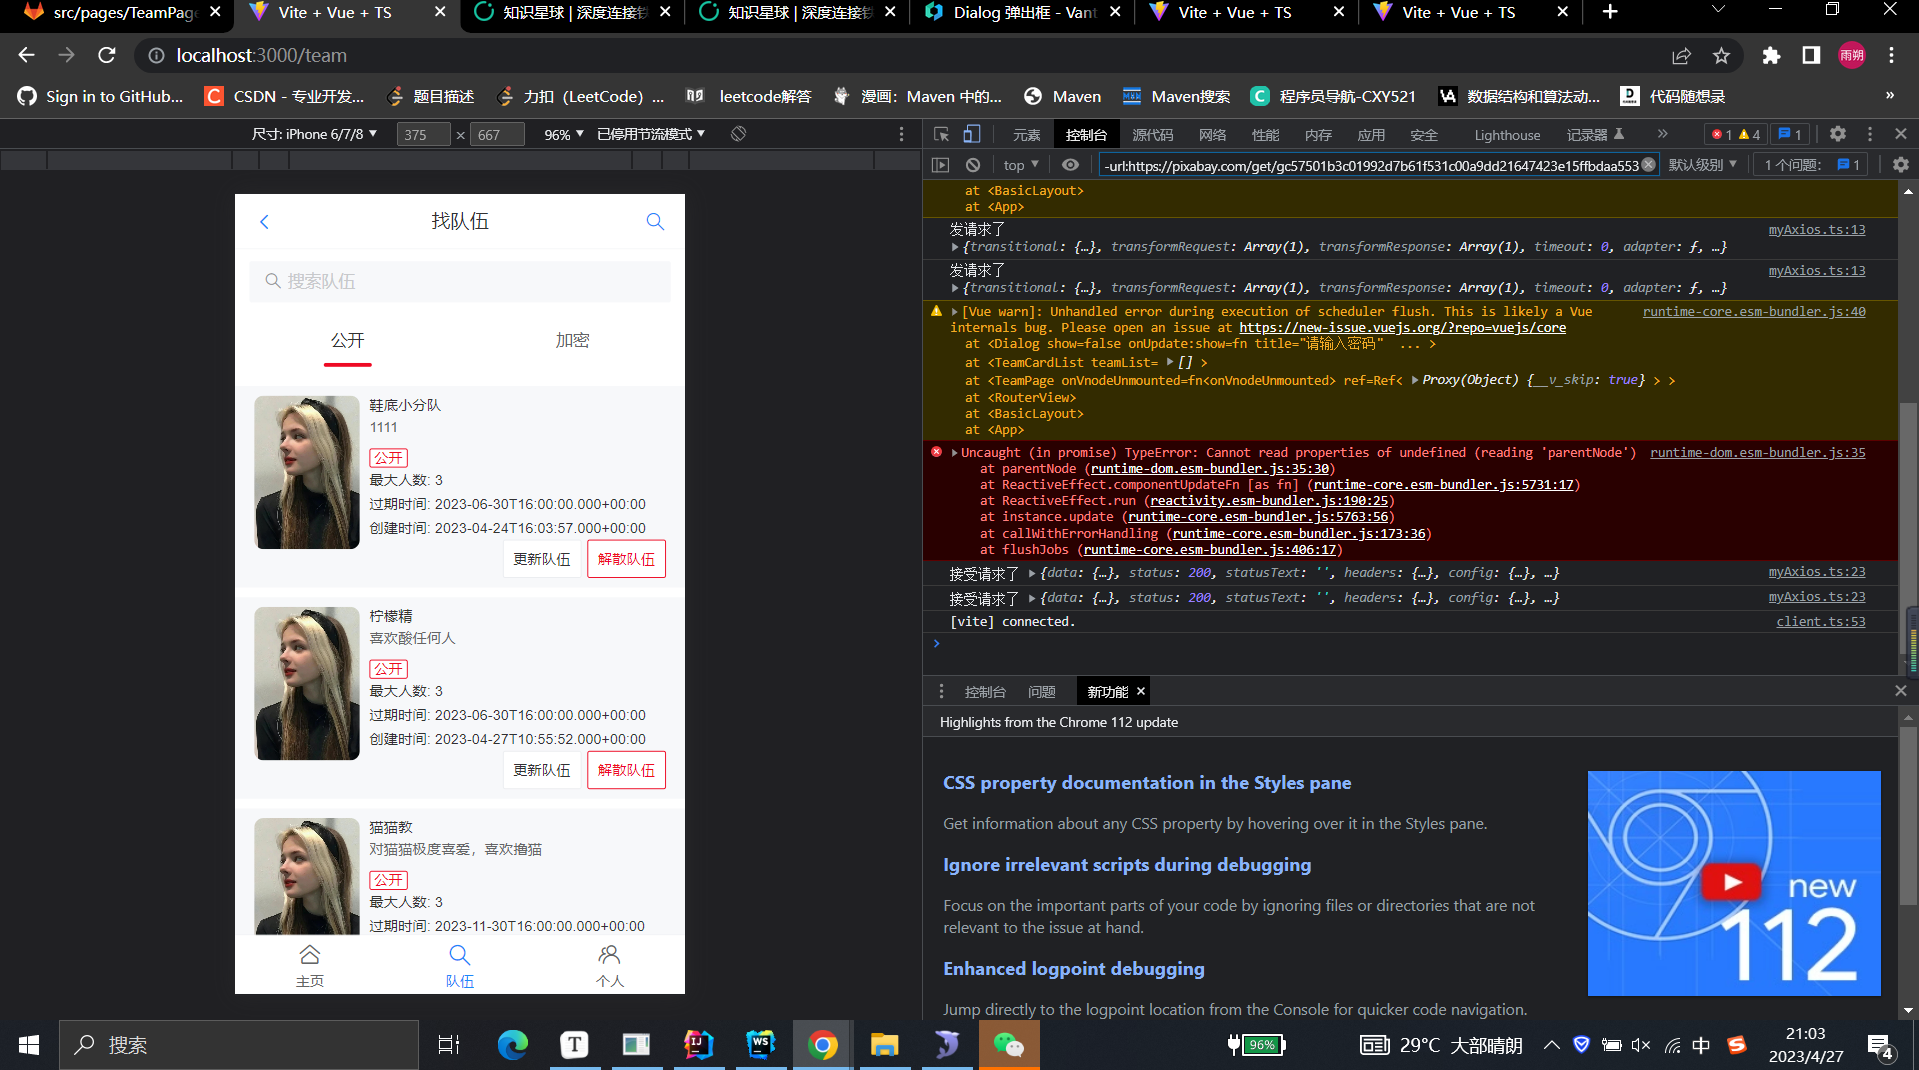 src/pages/TeamPage
Vite + Vue + TS
知识星球 | 深度连接铁
知识星球 | 深度连接铁
Dialog 弹出框 - Vant
Vite + Vue + TS
Vite + Vue + TS
localhost:3000/team
雨朔
Sign in to GitHub...
CSDN - 专业开发...
题目描述
力扣（LeetCode）...
leetcode解答
漫画：Maven 中的...
Maven
Maven搜索
程序员导航-CXY521
数据结构和算法动...
代码随想录
»
尺寸: iPhone 6/7/8
375 × 667
96%
已停用节流模式
元素
控制台
源代码
网络
性能
内存
应用
安全
Lighthouse
记录器
»
1 4
1
top
-url:https://pixabay.com/get/gc57501b3c01992d7b61f531c00a9dd21647423e15ffbdaa553
默认级别
1 个问题: 1
找队伍
搜索队伍
公开
加密
鞋底小分队
1111
公开
最大人数: 3
过期时间: 2023-06-30T16:00:00.000+00:00
创建时间: 2023-04-24T16:03:57.000+00:00
更新队伍
解散队伍
柠檬精
喜欢酸任何人
公开
最大人数: 3
过期时间: 2023-06-30T16:00:00.000+00:00
创建时间: 2023-04-27T10:55:52.000+00:00
更新队伍
解散队伍
猫猫教
对猫猫极度喜爱，喜欢撸猫
公开
最大人数: 3
过期时间: 2023-11-30T16:00:00.000+00:00
主页
队伍
个人
at <BasicLayout>
at <App>
发请求了 myAxios.ts:13
{transitional: {…}, transformRequest: Array(1), transformResponse: Array(1), timeout: 0, adapter: ƒ, …}
发请求了 myAxios.ts:13
{transitional: {…}, transformRequest: Array(1), transformResponse: Array(1), timeout: 0, adapter: ƒ, …}
[Vue warn]: Unhandled error during execution of scheduler flush. This is likely a Vue runtime-core.esm-bundler.js:40
internals bug. Please open an issue at https://new-issue.vuejs.org/?repo=vuejs/core
at <Dialog show=false onUpdate:show=fn title="请输入密码" ... >
at <TeamCardList teamList= [] >
at <TeamPage onVnodeUnmounted=fn<onVnodeUnmounted> ref=Ref< Proxy(Object) {__v_skip: true} > >
at <RouterView>
at <BasicLayout>
at <App>
Uncaught (in promise) TypeError: Cannot read properties of undefined (reading 'parentNode') runtime-dom.esm-bundler.js:35
at parentNode (runtime-dom.esm-bundler.js:35:30)
at ReactiveEffect.componentUpdateFn [as fn] (runtime-core.esm-bundler.js:5731:17)
at ReactiveEffect.run (reactivity.esm-bundler.js:190:25)
at instance.update (runtime-core.esm-bundler.js:5763:56)
at callWithErrorHandling (runtime-core.esm-bundler.js:173:36)
at flushJobs (runtime-core.esm-bundler.js:406:17)
接受请求了 {data: {…}, status: 200, statusText: '', headers: {…}, config: {…}, …} myAxios.ts:23
接受请求了 {data: {…}, status: 200, statusText: '', headers: {…}, config: {…}, …} myAxios.ts:23
[vite] connected. client.ts:53
控制台
问题
新功能
Highlights from the Chrome 112 update
CSS property documentation in the Styles pane
Get information about any CSS property by hovering over it in the Styles pane.
Ignore irrelevant scripts during debugging
Focus on the important parts of your code by ignoring files or directories that are not
relevant to the issue at hand.
Enhanced logpoint debugging
Jump directly to the logpoint location from the Console for quicker code navigation.
new
112
搜索
T
IJ
WS
96%
29°C 大部晴朗
中
21:03
2023/4/27
4